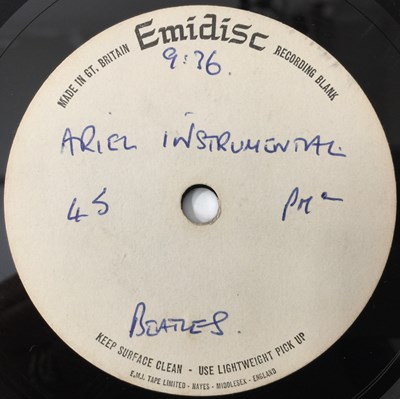 Emidisc
MADE IN GT. BRITAIN
RECORDING BLANK
9:36.
ARIEL INSTRUMENTAL.
45
BEATLES.
KEEP SURFACE CLEAN - USE LIGHTWEIGHT PICK UP
E.M.I. TAPE LIMITED - HAYES - MIDDLESEX - ENGLAND